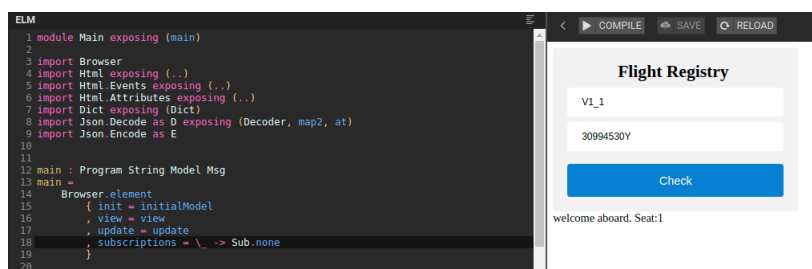 ELM
1 module Main exposing (main)
2
3 import Browser
4 import Html exposing (..)
5 import Html.Events exposing (..)
6 import Html.Attributes exposing (..)
7 import Dict exposing (Dict)
8 import Json.Decode as D exposing (Decoder, map2, at)
9 import Json.Encode as E
10
11
12 main : Program String Model Msg
13 main =
14     Browser.element
15         { init = initialModel
16         , view = view
17         , update = update
18         , subscriptions = \_ -> Sub.none
19         }
20
COMPILE SAVE RELOAD
Flight Registry
V1_1
30994530Y
Check
welcome aboard. Seat:1